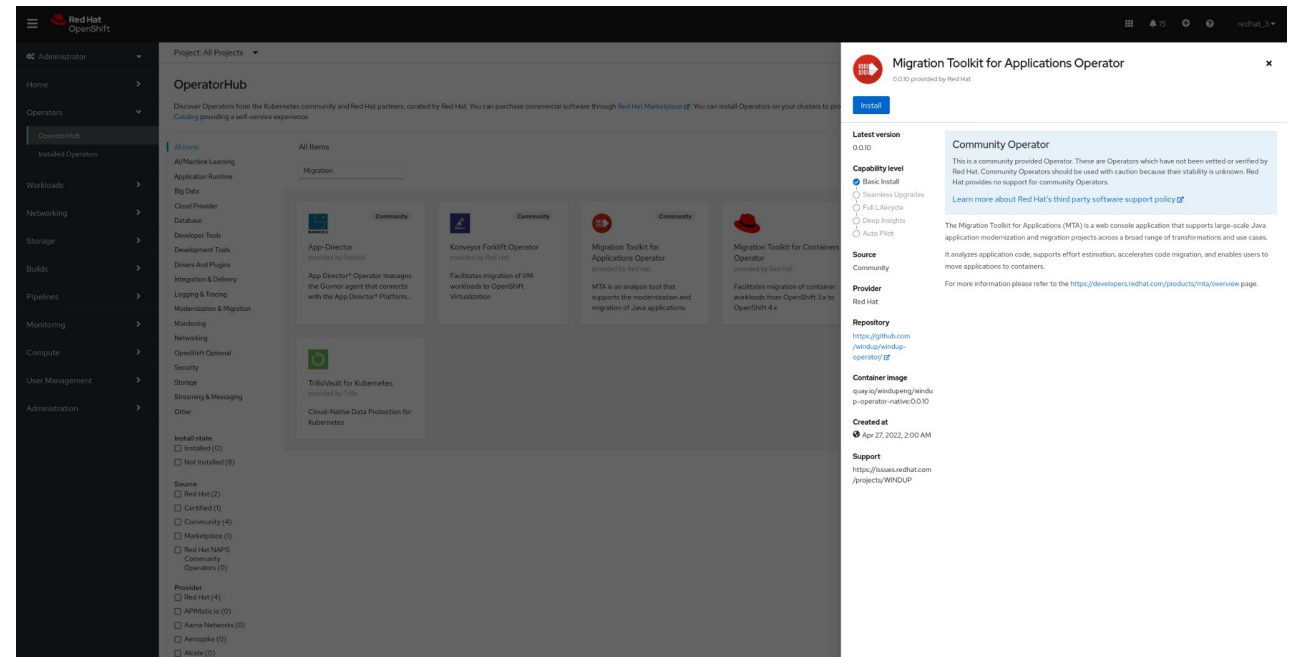 Red Hat
OpenShift
15
redhat_3
Administrator
Home
Operators
OperatorHub
Installed Operators
Workloads
Networking
Storage
Builds
Pipelines
Monitoring
Compute
User Management
Administration
Project: All Projects
OperatorHub
Discover Operators from the Kubernetes community and Red Hat partners, curated by Red Hat. You can purchase commercial software through Red Hat Marketplace. You can install Operators on your clusters to pro
Catalog providing a self-service experience.
All Items
AI/Machine Learning
Application Runtime
Big Data
Cloud Provider
Database
Developer Tools
Development Tools
Drivers And Plugins
Integration & Delivery
Logging & Tracing
Modernization & Migration
Monitoring
Networking
OpenShift Optional
Security
Storage
Streaming & Messaging
Other
Install state
Installed (0)
Not Installed (8)
Source
Red Hat (2)
Certified (1)
Community (4)
Marketplace (1)
Red Hat NAPS
Community
Operators (0)
Provider
Red Hat (4)
APIMatic.io (0)
Aarna Networks (0)
Aerospike (0)
Alcide (0)
All Items
Migration
Community
App-Director
provided by
App Director® Operator manages
the Guvnor agent that connects
with the App Director® Platform...
Community
Konveyor Forklift Operator
provided by Red Hat
Facilitates migration of VM
workloads to OpenShift
Virtualization
Community
Migration Toolkit for
Applications Operator
provided by Red Hat
MTA is an analysis tool that
supports the modernization and
migration of Java applications.
Migration Toolkit for Containers
Operator
provided by Red Hat
Facilitates migration of container
workloads from OpenShift 3.x to
OpenShift 4.x
TrilioVault for Kubernetes
provided by Trilio
Cloud-Native Data Protection for
Kubernetes
Migration Toolkit for Applications Operator
0.0.10 provided by Red Hat
Install
Latest version
0.0.10
Capability level
Basic Install
Seamless Upgrades
Full Lifecycle
Deep Insights
Auto Pilot
Source
Community
Provider
Red Hat
Repository
https://github.com
/windup/windup-
operator/
Container image
quay.io/windupeng/windu
p-operator-native:0.0.10
Created at
Apr 27, 2022, 2:00 AM
Support
https://issues.redhat.com
/projects/WINDUP
Community Operator
This is a community provided Operator. These are Operators which have not been vetted or verified by
Red Hat. Community Operators should be used with caution because their stability is unknown. Red
Hat provides no support for community Operators.
Learn more about Red Hat's third party software support policy
The Migration Toolkit for Applications (MTA) is a web console application that supports large-scale Java
application modernization and migration projects across a broad range of transformations and use cases.
It analyzes application code, supports effort estimation, accelerates code migration, and enables users to
move applications to containers.
For more information please refer to the https://developers.redhat.com/products/mta/overview page.